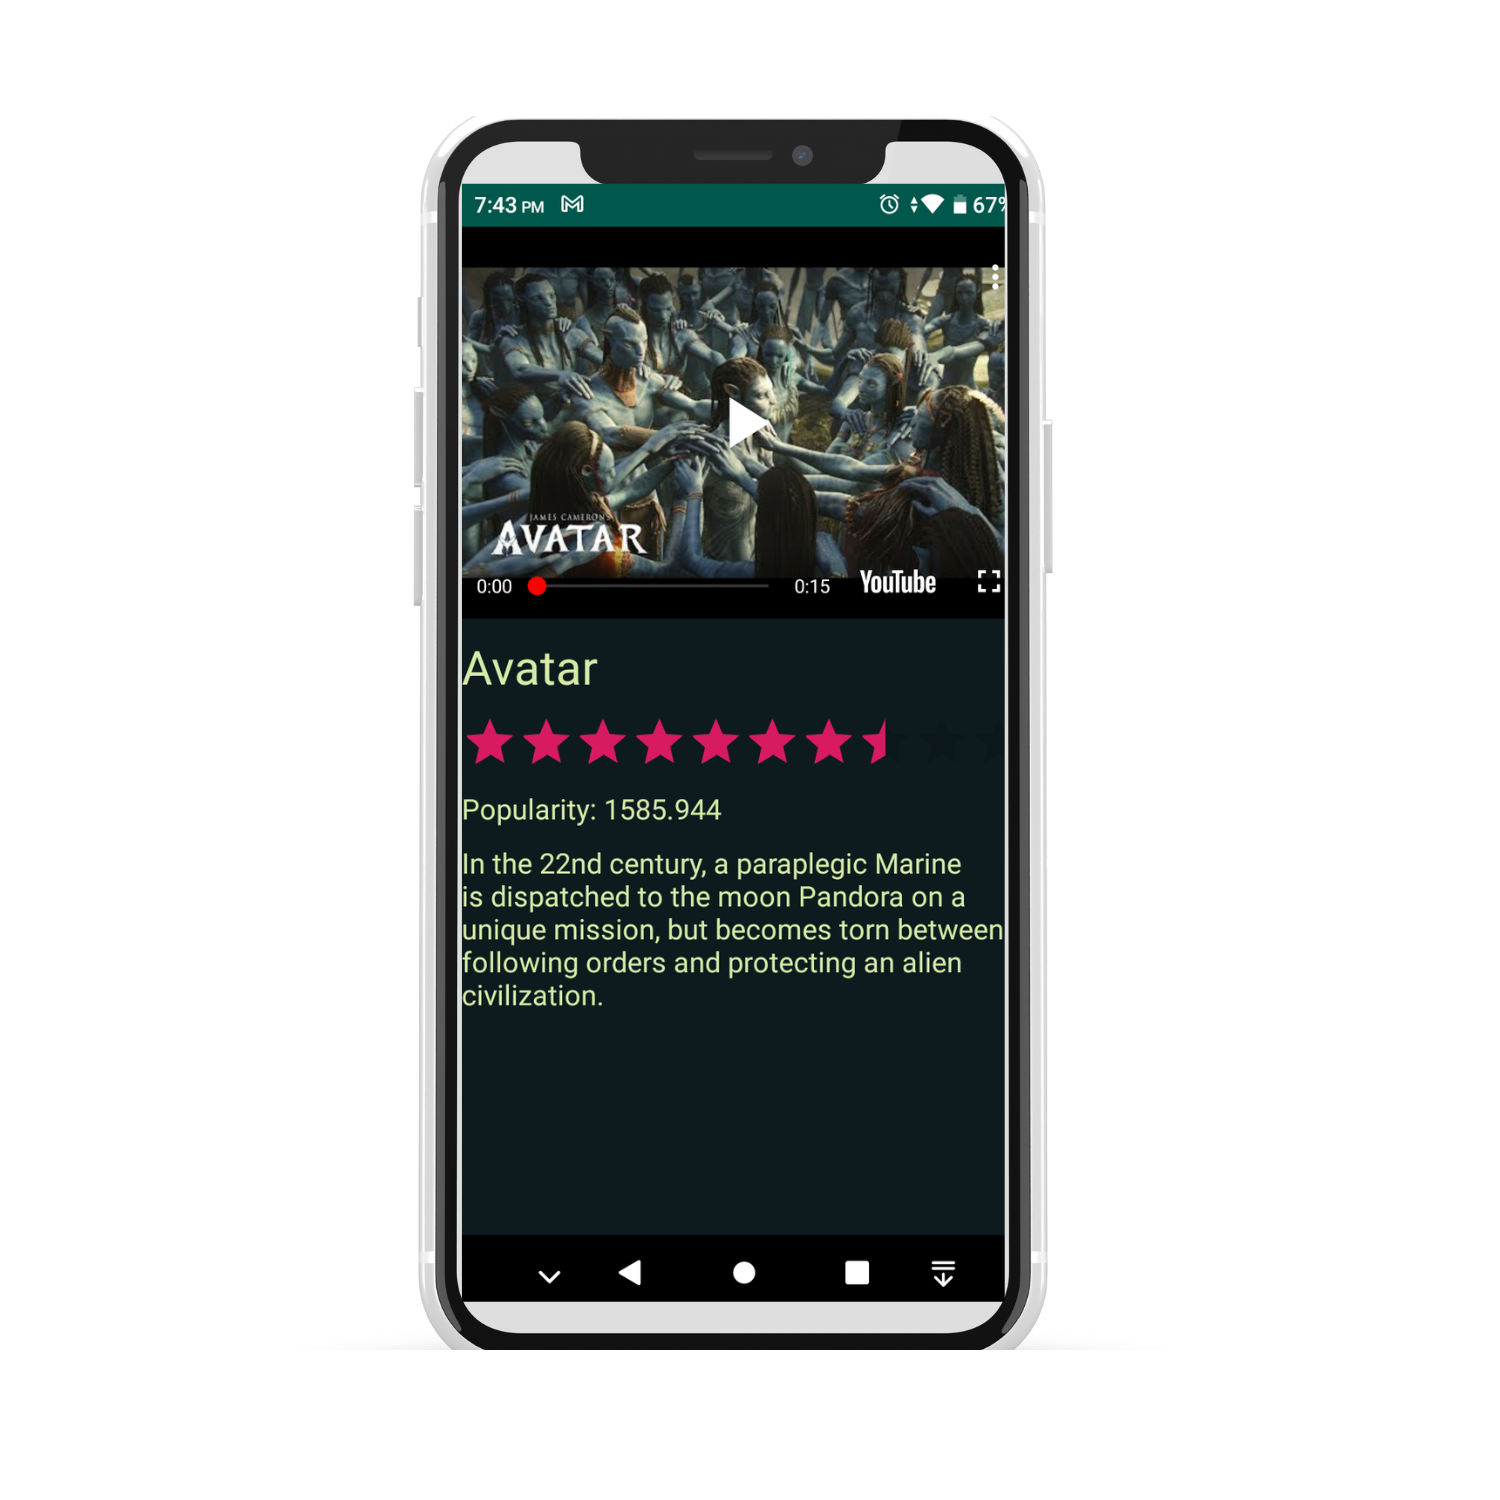 7:43 PM 67%
JAMES CAMERON'S
AVATAR
0:00 0:15 YouTube
Avatar
Popularity: 1585.944
In the 22nd century, a paraplegic Marine
is dispatched to the moon Pandora on a
unique mission, but becomes torn between
following orders and protecting an alien
civilization.